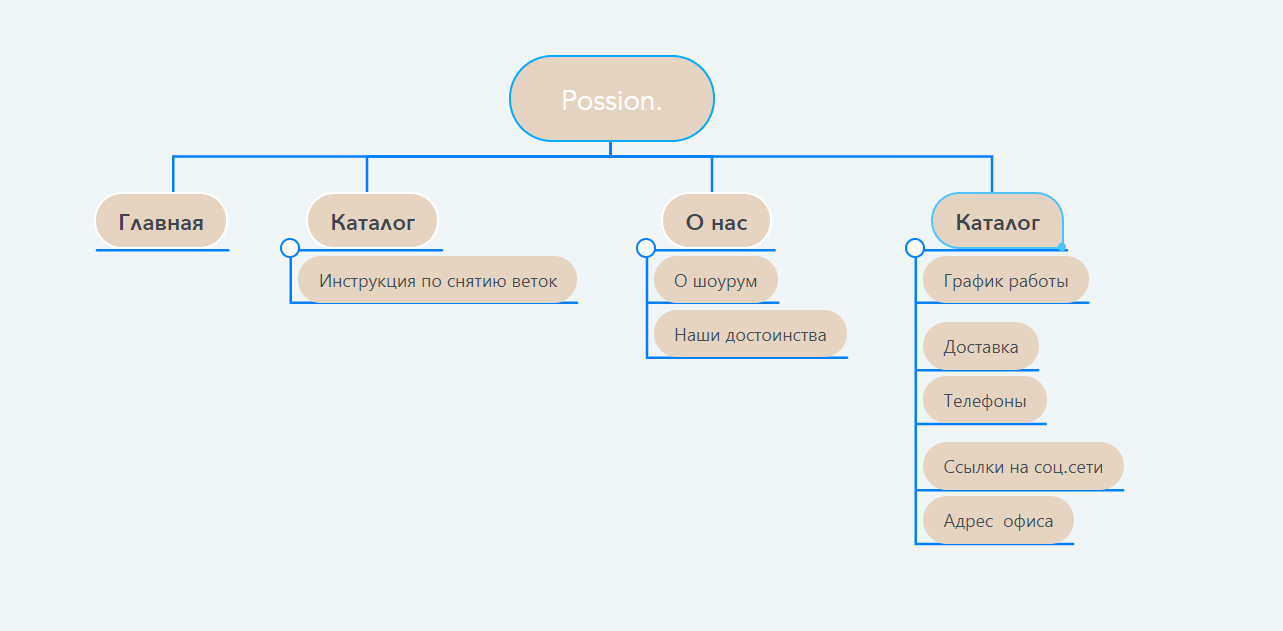 Possion.
Главная
Каталог
О нас
Каталог
Инструкция по снятию веток
О шоурум
Наши достоинства
График работы
Доставка
Телефоны
Ссылки на соц.сети
Адрес  офиса